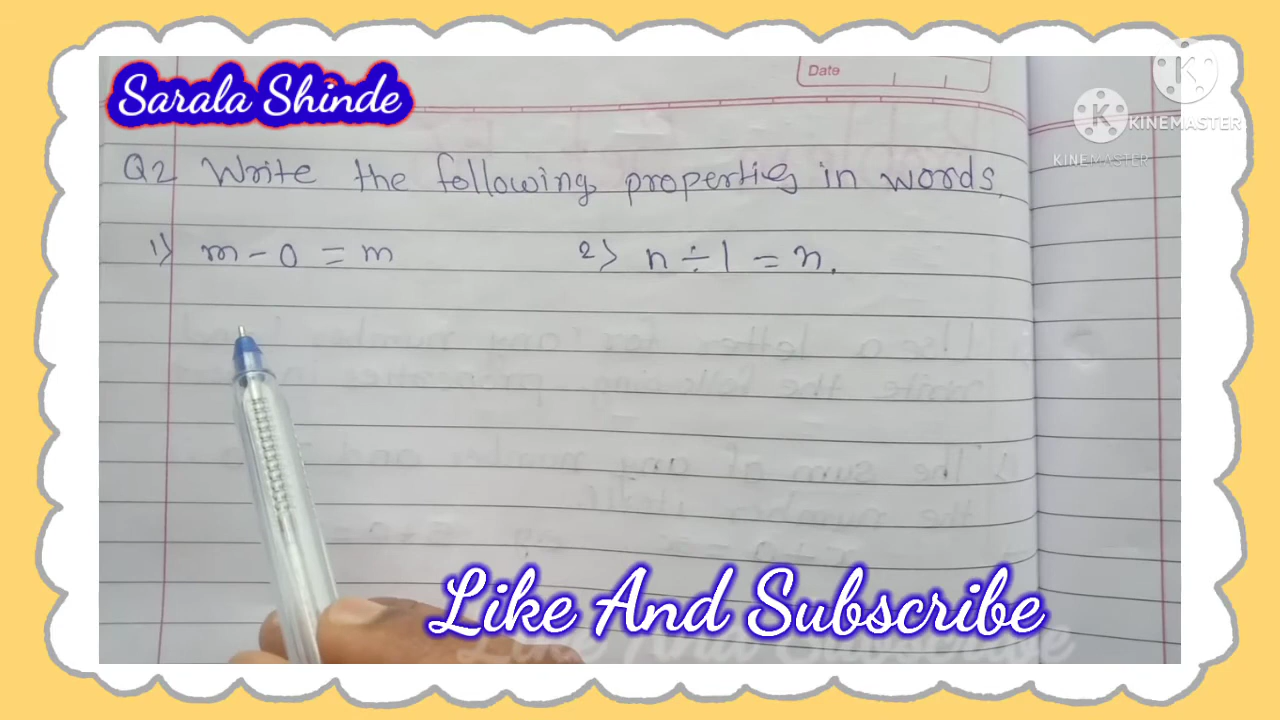 Sarala Shinde
Date
KINEMASTER
KINEMASTER
Q2 Write the following properties in words.
1) m - 0 = m 2) n ÷ 1 = n.
Like And Subscribe